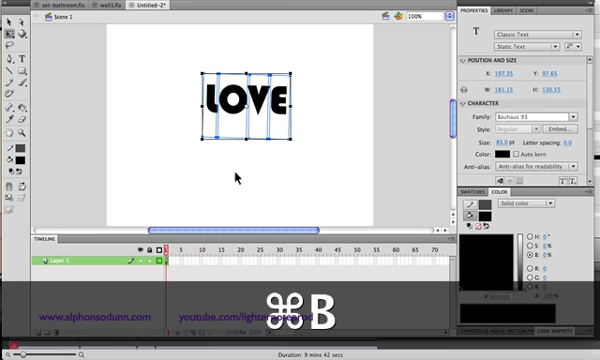 set-bathroom.fla
wall1.fla
Untitled-2*
Scene 1
100%
LOVE
PROPERTIES
LIBRARY
SCENE
T
Classic Text
Static Text
POSITION AND SIZE
X: 197.35 Y: 97.65
W: 181.15 H: 130.55
CHARACTER
Family: Bauhaus 93
Style: Regular Embed...
Size: 83.0 pt Letter spacing: 0.0
Color: Auto kern
Anti-alias: Anti-alias for readability
SWATCHES COLOR
Solid color
H: 0 °
S: 0 %
B: 0 %
R: 0
G: 0
B: 0
# 000000 A: 100 %
TIMELINE
1 5 10 15 20 25 30 35 40 45 50 55 60 65 70
Layer 1
⌘B
www.alphonsodunn.com
CODE SNIPPETS
Duration: 9 mins 42 secs